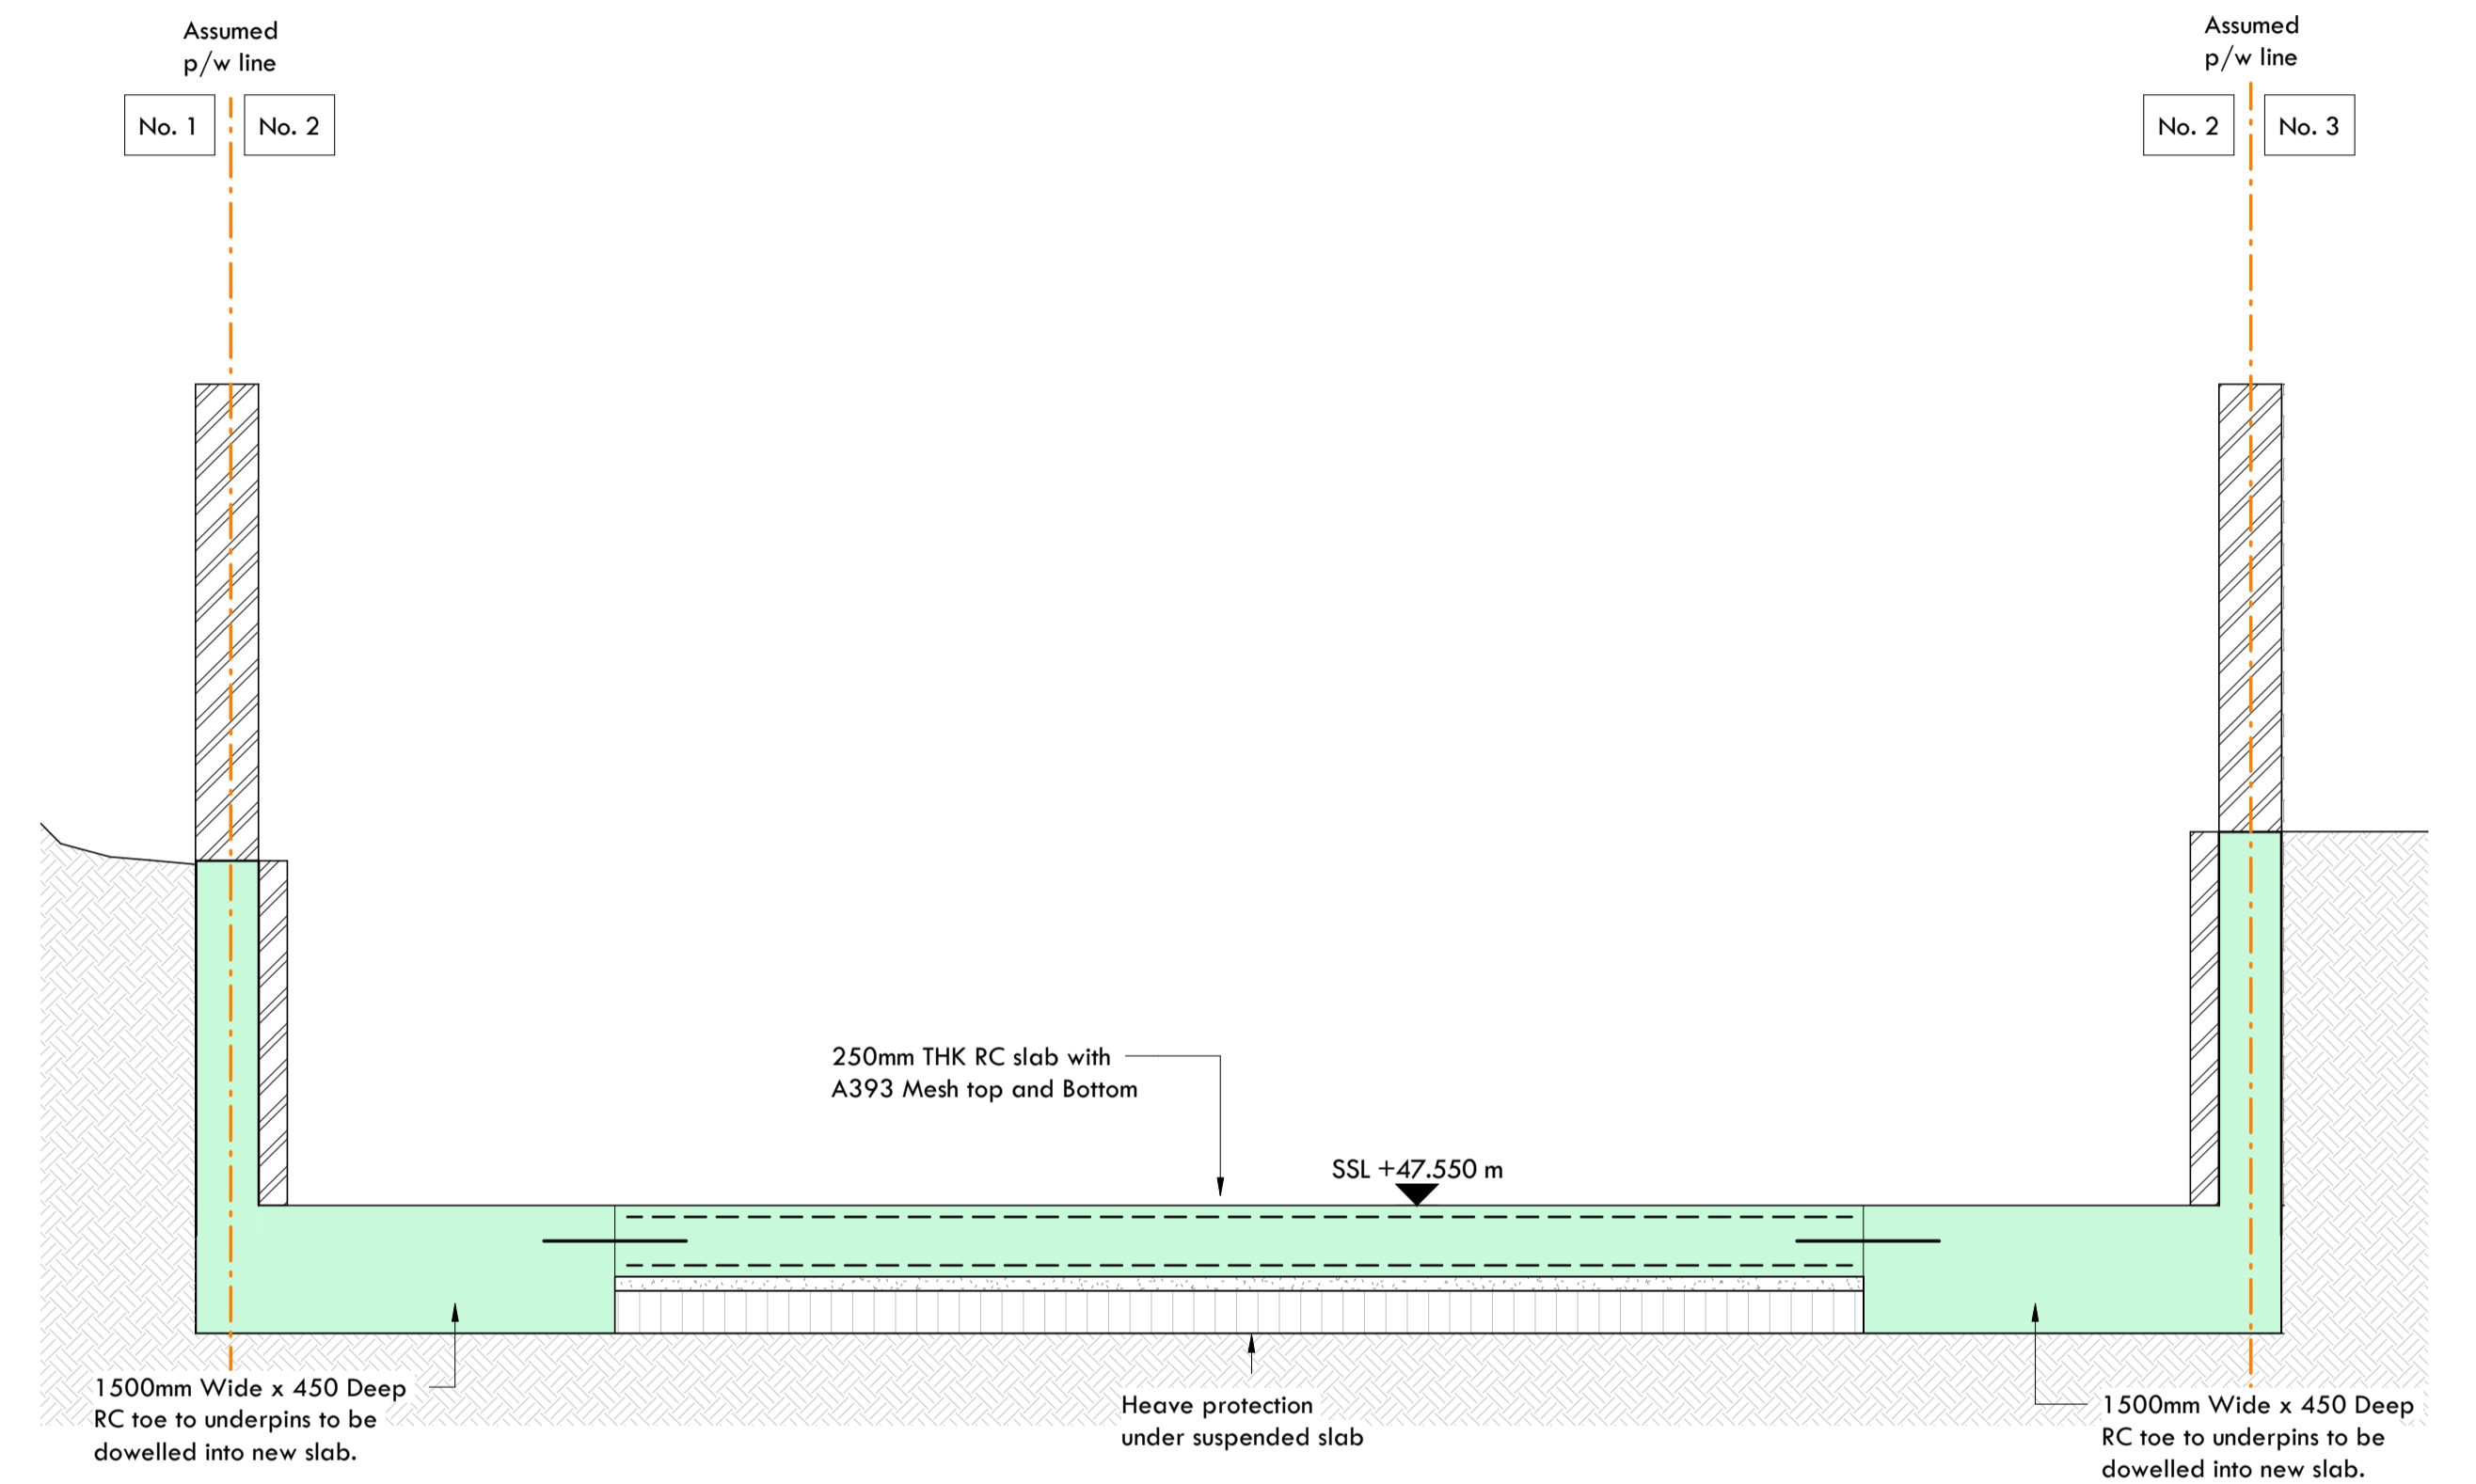 Assumed
p/w line
No. 1
No. 2
Assumed
p/w line
No. 2
No. 3
250mm THK RC slab with
A393 Mesh top and Bottom
SSL +47.550 m
1500mm Wide x 450 Deep
RC toe to underpins to be
dowelled into new slab.
Heave protection
under suspended slab
1500mm Wide x 450 Deep
RC toe to underpins to be
dowelled into new slab.